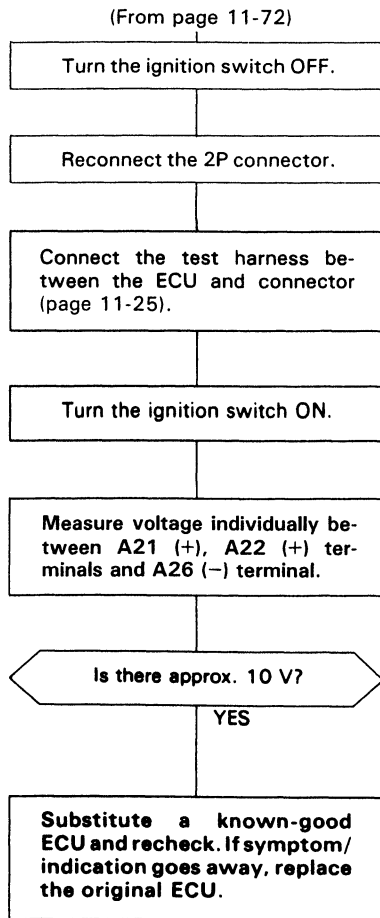 (From page 11-72)
Turn the ignition switch OFF.
Reconnect the 2P connector.
Connect the test harness be-
tween the ECU and connector
(page 11-25).
Turn the ignition switch ON.
Measure voltage individually be-
tween A21 (+), A22 (+) ter-
minals and A26 (−) terminal.
Is there approx. 10 V?
YES
Substitute a known-good
ECU and recheck. If symptom/
indication goes away, replace
the original ECU.